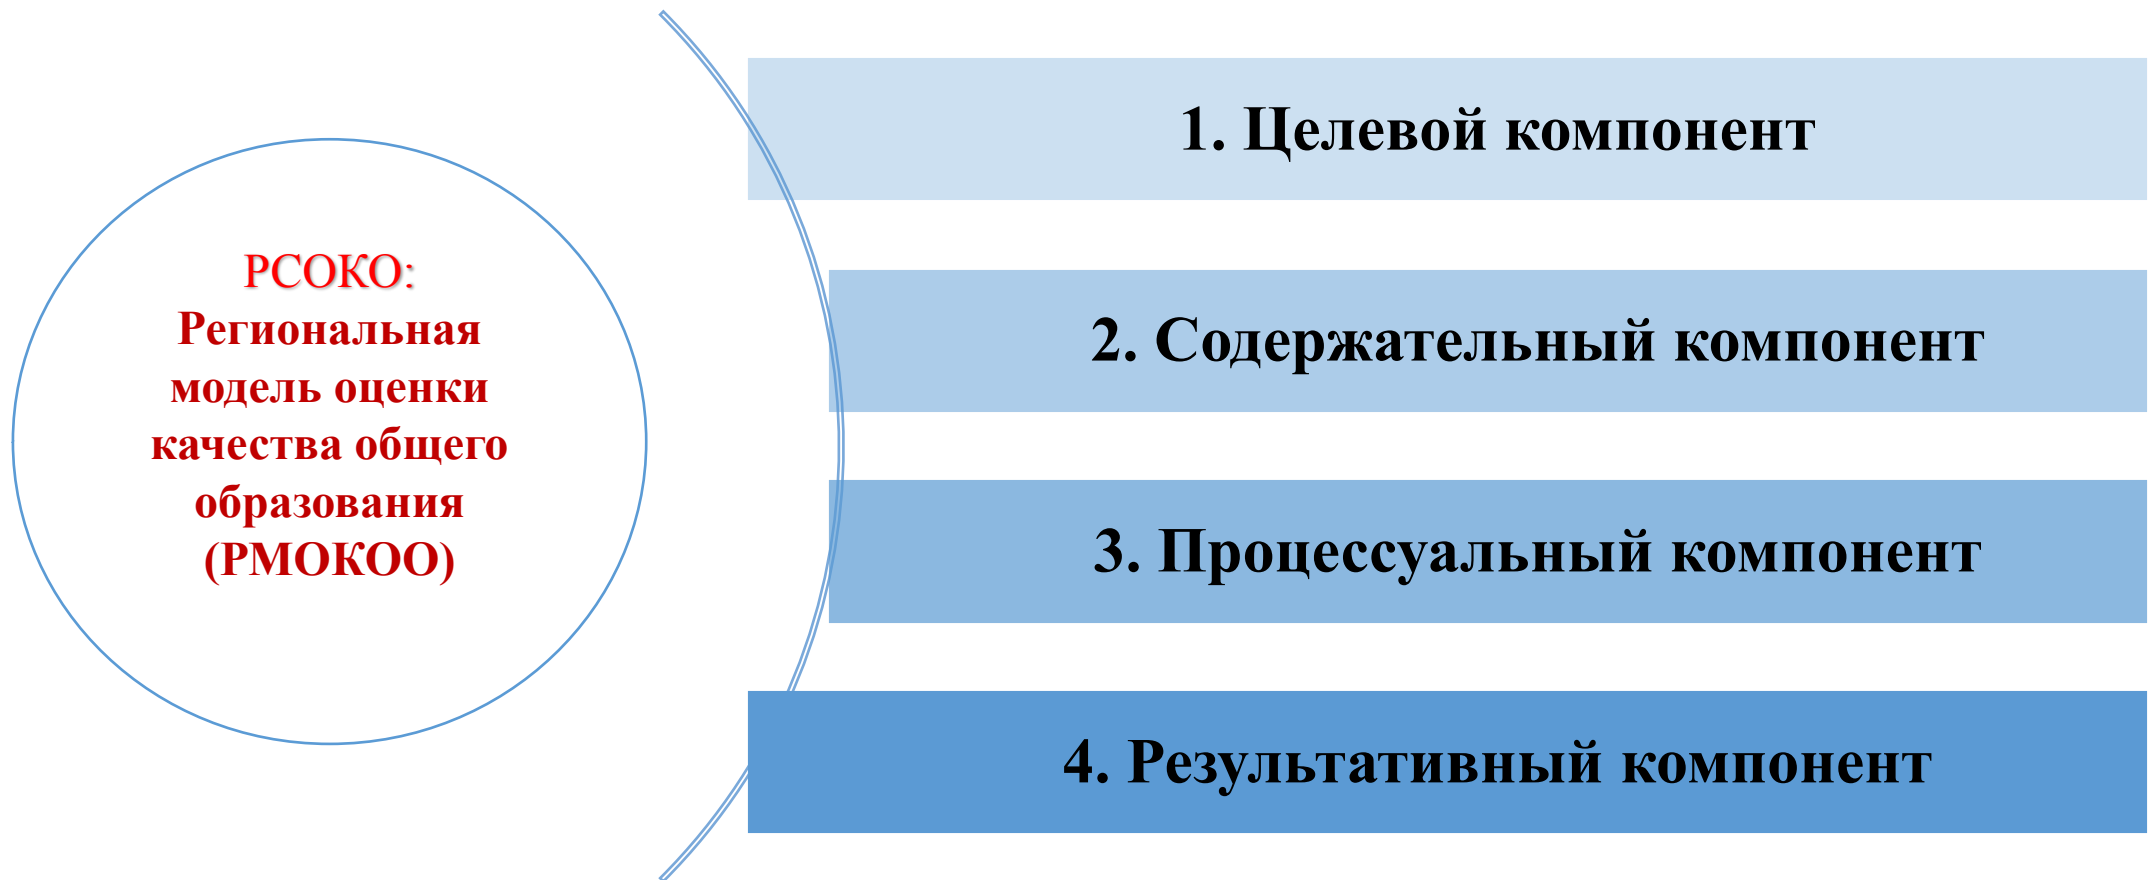 РСОКО:
Региональная
модель оценки
качества общего
образования
(РМОКОО)
1. Целевой компонент
2. Содержательный компонент
3. Процессуальный компонент
4. Результативный компонент